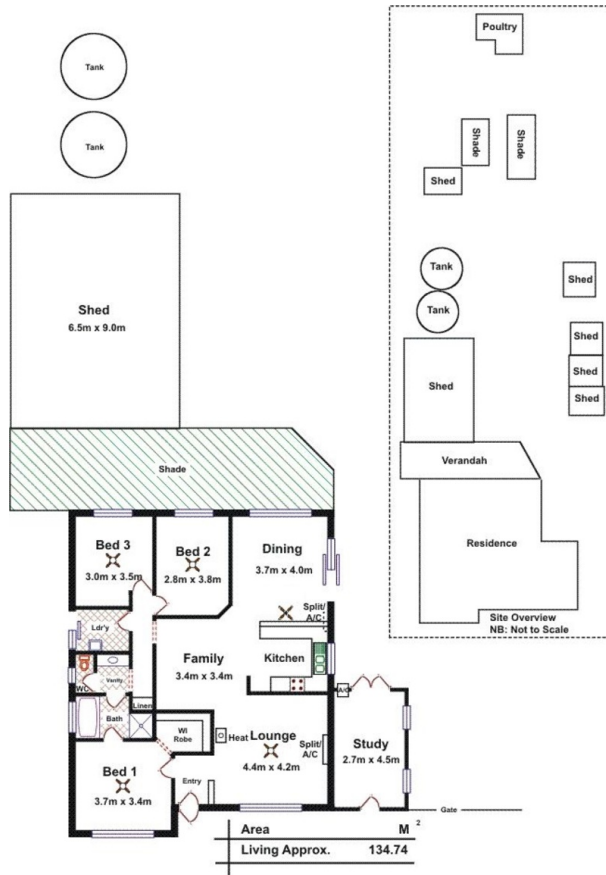 Tank
Tank
Shed
6.5m x 9.0m
Shade
Bed 3
3.0m x 3.5m
Bed 2
2.8m x 3.8m
Dining
3.7m x 4.0m
Split/
A/C
Ldr'y
Family
3.4m x 3.4m
Kitchen
WC
Vanity
Linen
Bath
WI
Robe
Heat
Lounge
4.4m x 4.2m
Split/
A/C
A/C
Study
2.7m x 4.5m
Bed 1
3.7m x 3.4m
Entry
Gate
Area M 2
Living Approx. 134.74
Poultry
Shade
Shade
Shed
Tank
Tank
Shed
Shed
Shed
Shed
Shed
Verandah
Residence
Site Overview
NB: Not to Scale